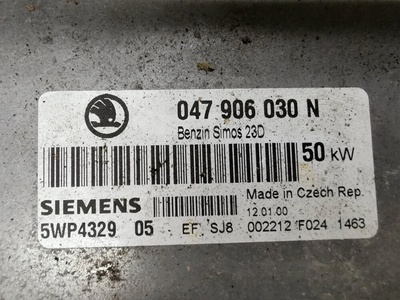 047 906 030 N
Benzin Simos 23D
50 kW
SIEMENS
Made in Czech Rep.
12.01.00
5WP4329 05 EF SJ8 002212 F024 1463